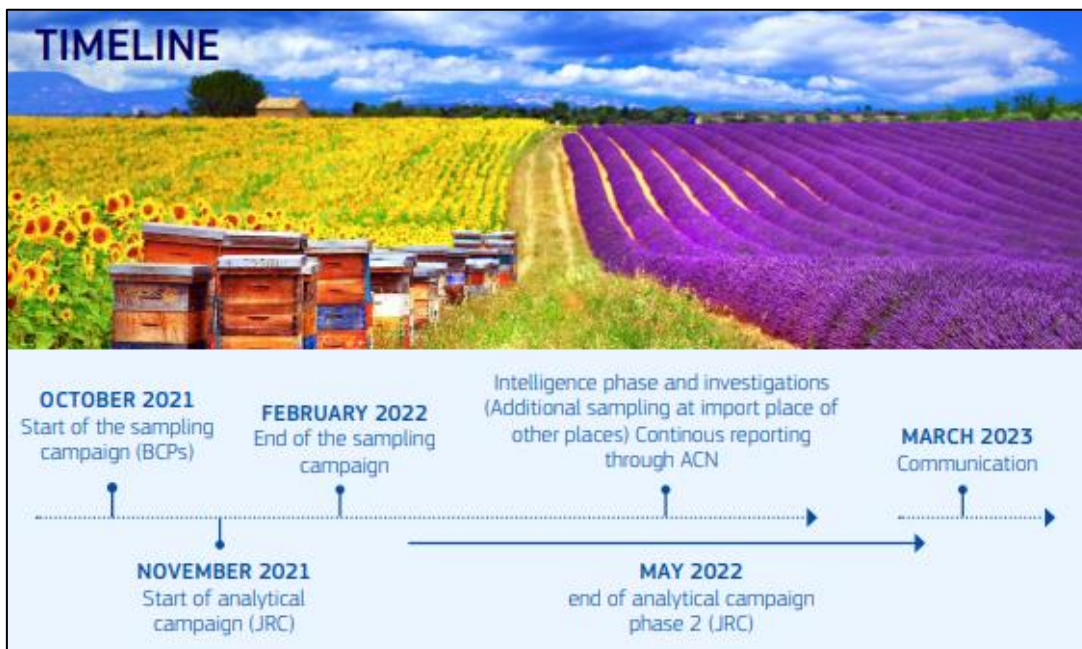 TIMELINE
OCTOBER 2021
Start of the sampling
campaign (BCPs)
FEBRUARY 2022
End of the sampling
campaign
Intelligence phase and investigations
(Additional sampling at import place of
other places) Continous reporting
through ACN
MARCH 2023
Communication
NOVEMBER 2021
Start of analytical
campaign (JRC)
MAY 2022
end of analytical campaign
phase 2 (JRC)